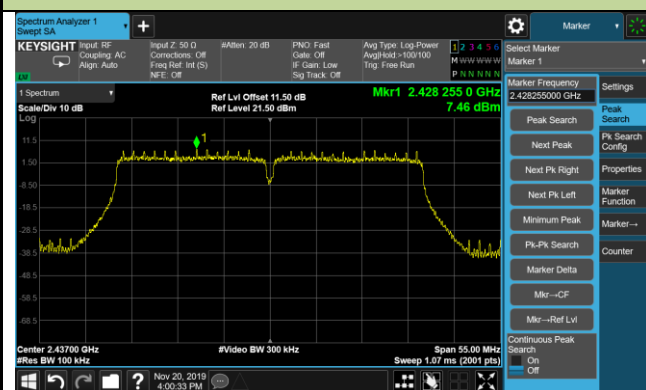 Spectrum Analyzer 1
Swept SA
Marker
KEYSIGHT
Input: RF
Coupling: AC
Align: Auto
Input Z: 50 Ω
Corrections: Off
Freq Ref: Int (S)
NFE: Off
#Atten: 20 dB
PNO: Fast
Gate: Off
IF Gain: Low
Sig Track: Off
Avg Type: Log-Power
Avg|Hold:>100/100
Trig: Free Run
1 2 3 4 5 6
M W W W W W
P N N N N N
Select Marker
Marker 1
1 Spectrum
Scale/Div 10 dB
Log
Ref Lvl Offset 11.50 dB
Ref Level 21.50 dBm
Mkr1 2.428 255 0 GHz
7.46 dBm
Marker Frequency
2.428255000 GHz
Settings
Peak Search
Next Peak
Next Pk Right
Next Pk Left
Minimum Peak
Pk-Pk Search
Marker Delta
Mkr→CF
Mkr→Ref Lvl
Continuous Peak
Search
On
Off
Peak
Search
Pk Search
Config
Properties
Marker
Function
Marker→
Counter
1
11.5
1.50
-8.50
-18.5
-28.5
-38.5
-48.5
-58.5
-68.5
Center 2.43700 GHz
#Res BW 100 kHz
#Video BW 300 kHz
Span 55.00 MHz
Sweep 1.07 ms (2001 pts)
Nov 20, 2019
4:00:33 PM